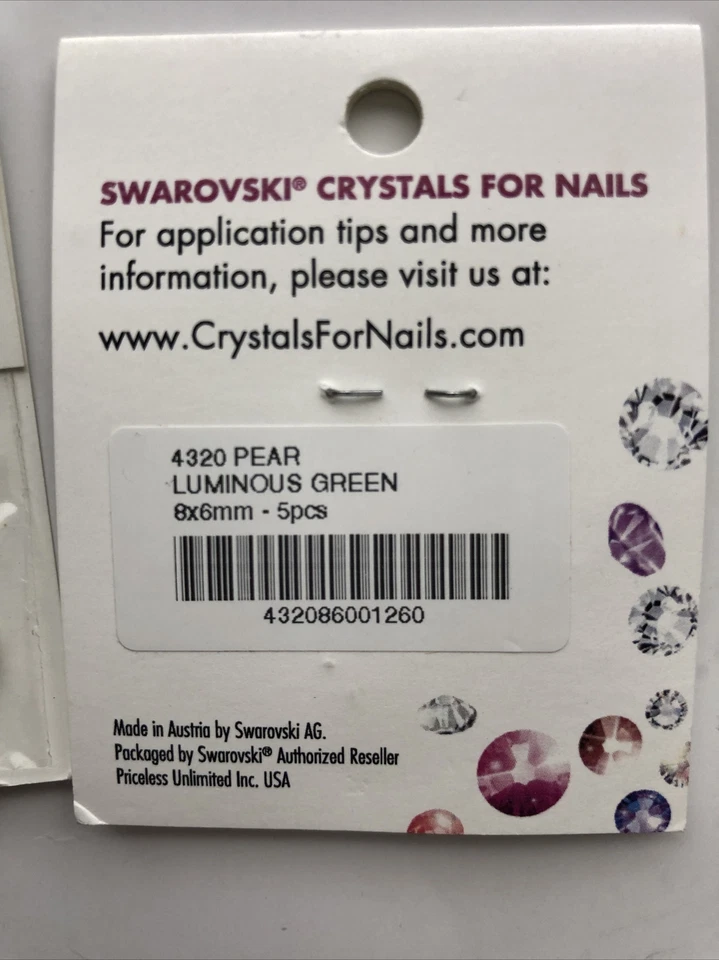 SWAROVSKI® CRYSTALS FOR NAILS
For application tips and more
information, please visit us at:
www.CrystalsForNails.com
4320 PEAR
LUMINOUS GREEN
8x6mm - 5pcs
432086001260
Made in Austria by Swarovski AG.
Packaged by Swarovski® Authorized Reseller
Priceless Unlimited Inc. USA